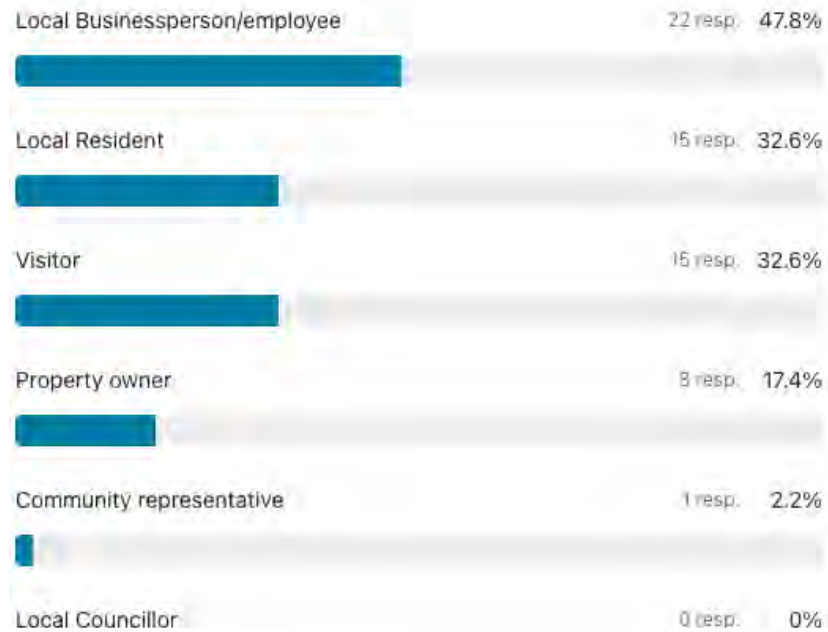 Local Businessperson/employee 22 resp. 47.8%
Local Resident 15 resp. 32.6%
Visitor 15 resp. 32.6%
Property owner 8 resp. 17.4%
Community representative 1 resp. 2.2%
Local Councillor 0 resp. 0%